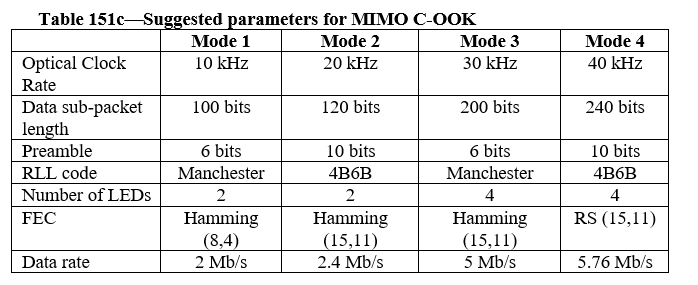 Table 151c—Suggested parameters for MIMO C-OOK
Mode 1 Mode 2 Mode 3 Mode 4
Optical Clock Rate 10 kHz 20 kHz 30 kHz 40 kHz
Data sub-packet length 100 bits 120 bits 200 bits 240 bits
Preamble 6 bits 10 bits 6 bits 10 bits
RLL code Manchester 4B6B Manchester 4B6B
Number of LEDs 2 2 4 4
FEC Hamming (8,4) Hamming (15,11) Hamming (15,11) RS (15,11)
Data rate 2 Mb/s 2.4 Mb/s 5 Mb/s 5.76 Mb/s